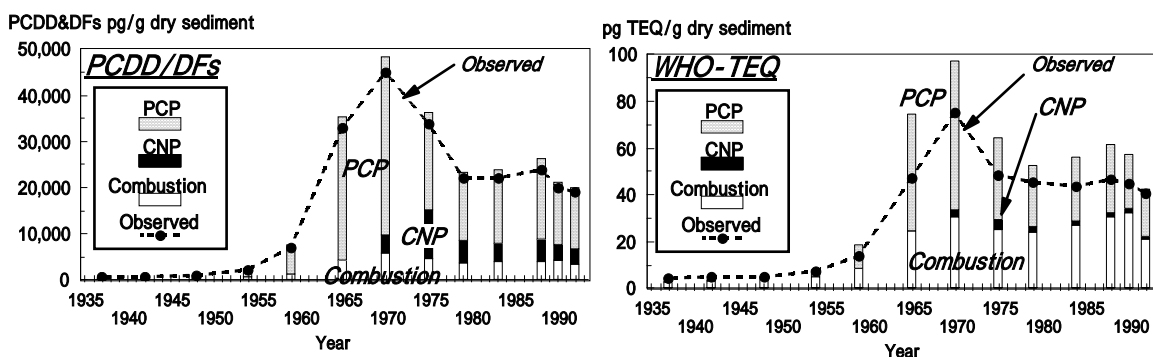 PCDD&DFs pg/g dry sediment
50,000
40,000
30,000
20,000
10,000
0
PCDD/DFs
PCP
CNP
Combustion
Observed
Observed
PCP
CNP
Combustion
1935 1945 1955 1965 1975 1985
1940 1950 1960 1970 1980 1990
Year
pg TEQ/g dry sediment
100
80
60
40
20
0
WHO-TEQ
PCP
CNP
Combustion
Observed
Observed
PCP
CNP
Combustion
1935 1945 1955 1965 1975 1985
1940 1950 1960 1970 1980 1990
Year